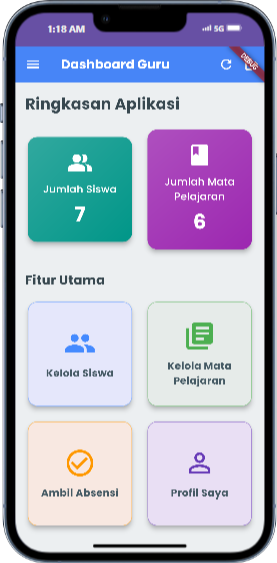 1:18 AM
5G
Dashboard Guru
DEBUG
Ringkasan Aplikasi
Jumlah Siswa
7
Jumlah Mata
Pelajaran
6
Fitur Utama
Kelola Siswa
Kelola Mata
Pelajaran
Ambil Absensi
Profil Saya